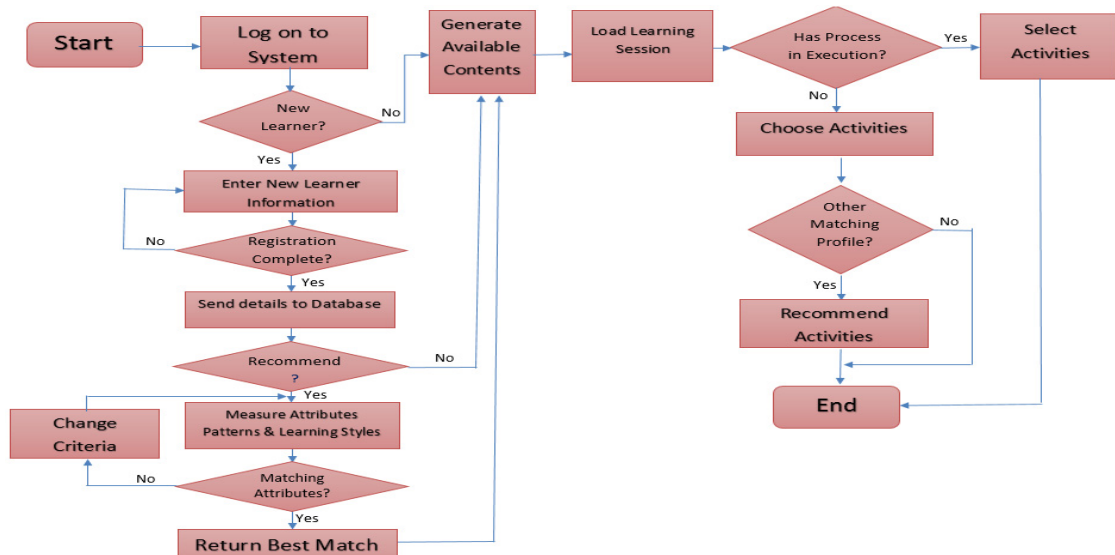 Start
Log on to
System
New
Learner?
No
Yes
Enter New Learner
Information
No
Registration
Complete?
Yes
Send details to Database
Recommend
?
No
Yes
Measure Attributes
Patterns & Learning Styles
Change
Criteria
No
Matching
Attributes?
Yes
Return Best Match
Generate
Available
Contents
Load Learning
Session
Has Process
in Execution?
Yes
Select
Activities
No
Choose Activities
Other
Matching
Profile?
No
Yes
Recommend
Activities
End